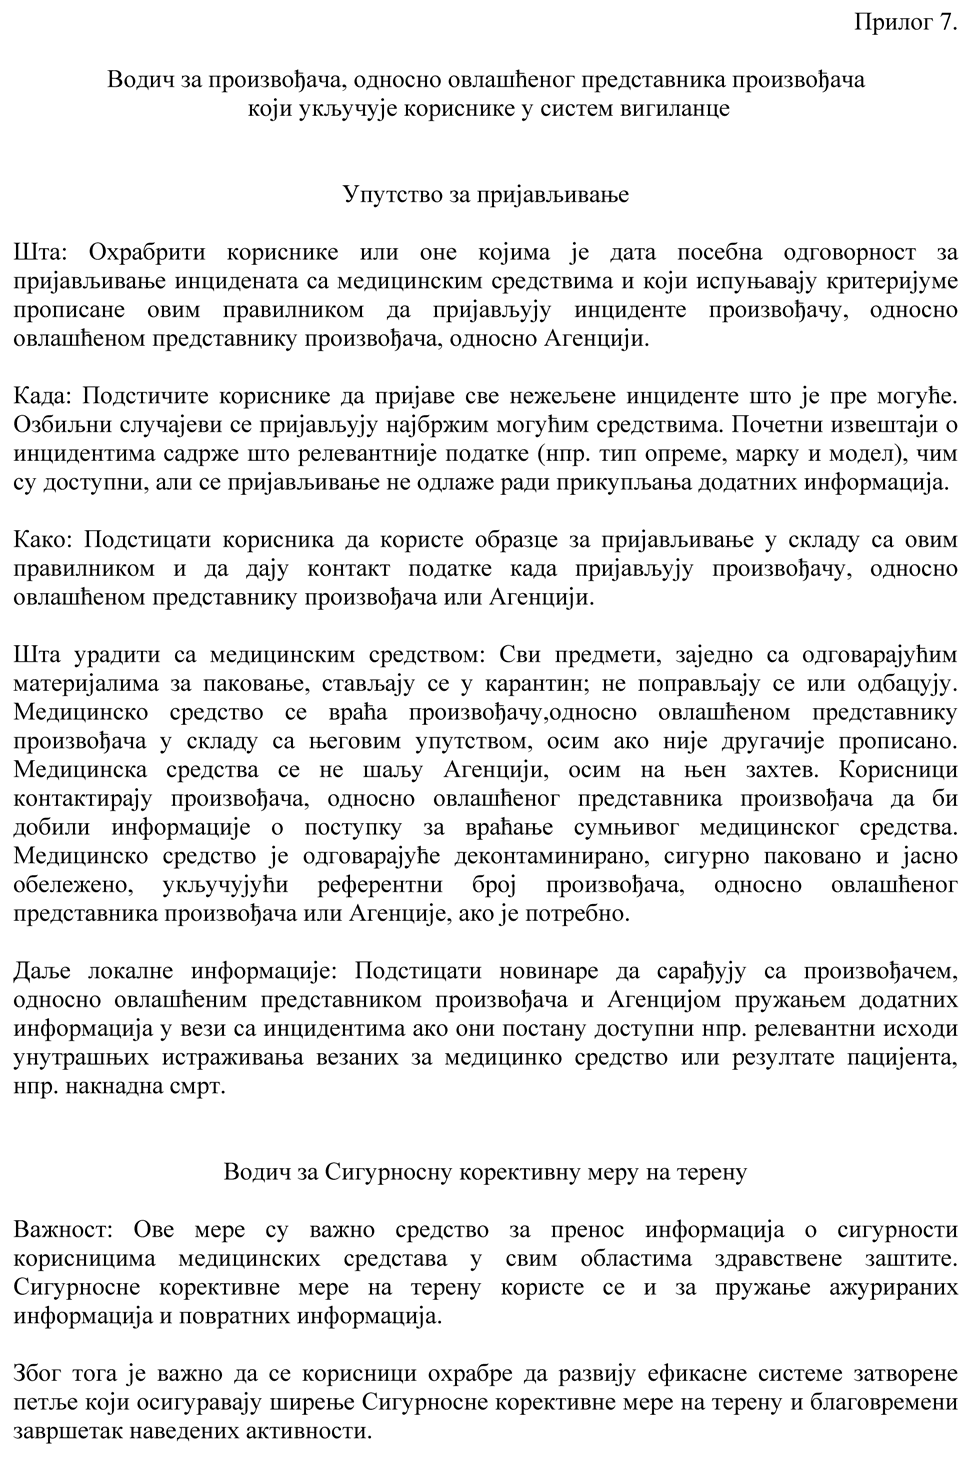 Прилог 7.
Водич за произвођача, односно овлашћеног представника произвођача
који укључује кориснике у систем вигиланце
Упутство за пријављивање
Шта: Охрабрити кориснике или оне којима је дата посебна одговорност за
пријављивање инцидената са медицинским средствима и који испуњавају критеријуме
прописане овим правилником да пријављују инциденте произвођачу, односно
овлашћеном представнику произвођача, односно Агенцији.
Када: Подстичите кориснике да пријаве све нежељене инциденте што је пре могуће.
Озбиљни случајеви се пријављују најбржим могућим средствима. Почетни извештаји о
инцидентима садрже што релевантније податке (нпр. тип опреме, марку и модел), чим
су доступни, али се пријављивање не одлаже ради прикупљања додатних информација.
Како: Подстицати корисника да користе образце за пријављивање у складу са овим
правилником и да дају контакт податке када пријављују произвођачу, односно
овлашћеном представнику произвођача или Агенцији.
Шта урадити са медицинским средством: Сви предмети, заједно са одговарајућим
материјалима за паковање, стављају се у карантин; не поправљају се или одбацују.
Медицинско средство се враћа произвођачу,односно овлашћеном представнику
произвођача у складу са његовим упутством, осим ако није другачије прописано.
Медицинска средства се не шаљу Агенцији, осим на њен захтев. Корисници
контактирају произвођача, односно овлашћеног представника произвођача да би
добили информације о поступку за враћање сумњивог медицинског средства.
Медицинско средство је одговарајуће деконтаминирано, сигурно паковано и јасно
обележено, укључујући референтни број произвођача, односно овлашћеног
представника произвођача или Агенције, ако је потребно.
Даље локалне информације: Подстицати новинаре да сарађују са произвођачем,
односно овлашћеним представником произвођача и Агенцијом пружањем додатних
информација у вези са инцидентима ако они постану доступни нпр. релевантни исходи
унутрашњих истраживања везаних за медицинко средство или резултате пацијента,
нпр. накнадна смрт.
Водич за Сигурносну корективну меру на терену
Важност: Ове мере су важно средство за пренос информација о сигурности
корисницима медицинских средстава у свим областима здравствене заштите.
Сигурносне корективне мере на терену користе се и за пружање ажурираних
информација и повратних информација.
Због тога је важно да се корисници охрабре да развију ефикасне системе затворене
петље који осигуравају ширење Сигурносне корективне мере на терену и благовремени
завршетак наведених активности.